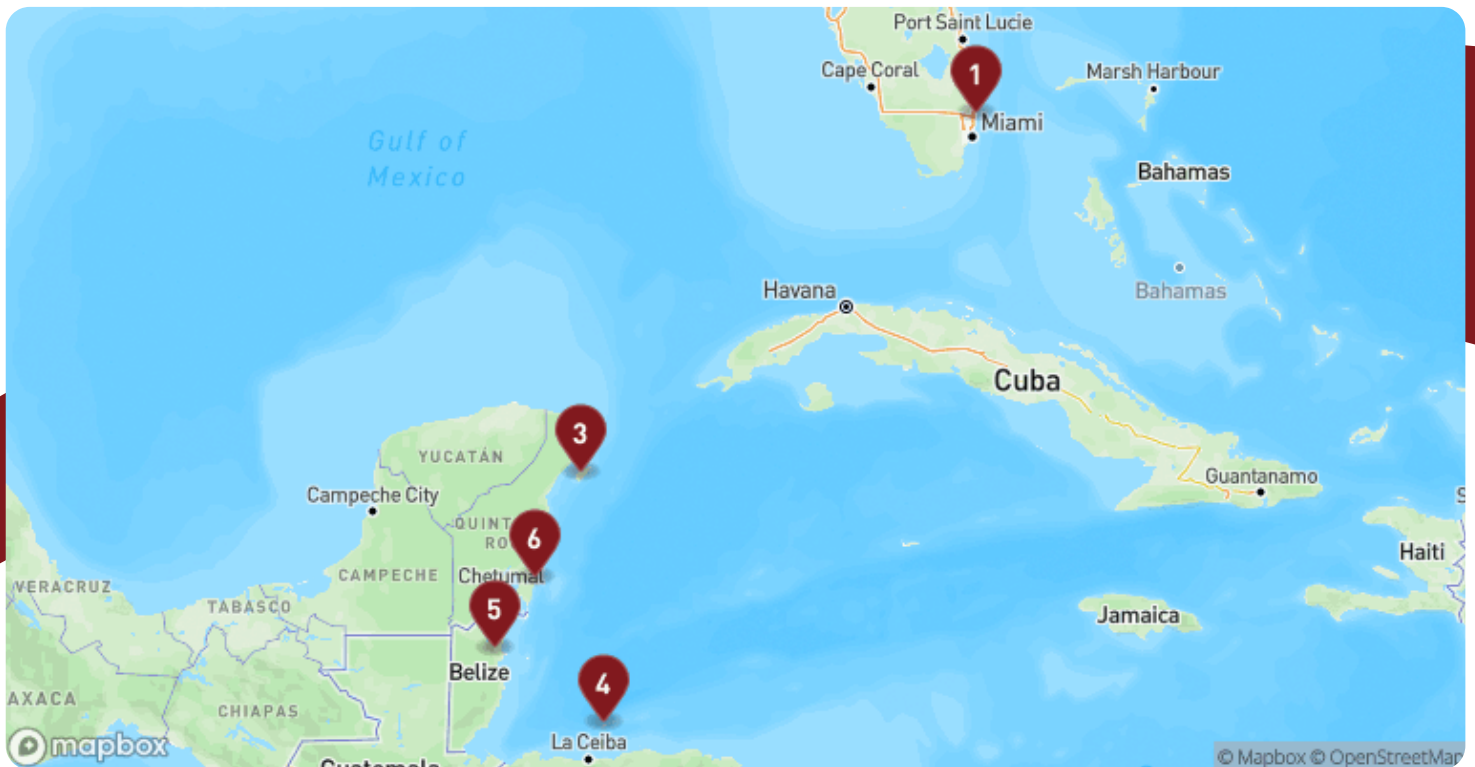 Port Saint Lucie
Cape Coral
1
Marsh Harbour
Miami
Gulf of
Mexico
Bahamas
Havana
Bahamas
Cuba
3
YUCATÁN
Guantanamo
Campeche City
QUINT
RO
6
Haiti
CAMPECHE
Chetumal
VERACRUZ
TABASCO
5
Jamaica
Belize
4
AXACA
CHIAPAS
La Ceiba
mapbox
© Mapbox © OpenStreetMap
Guatemala